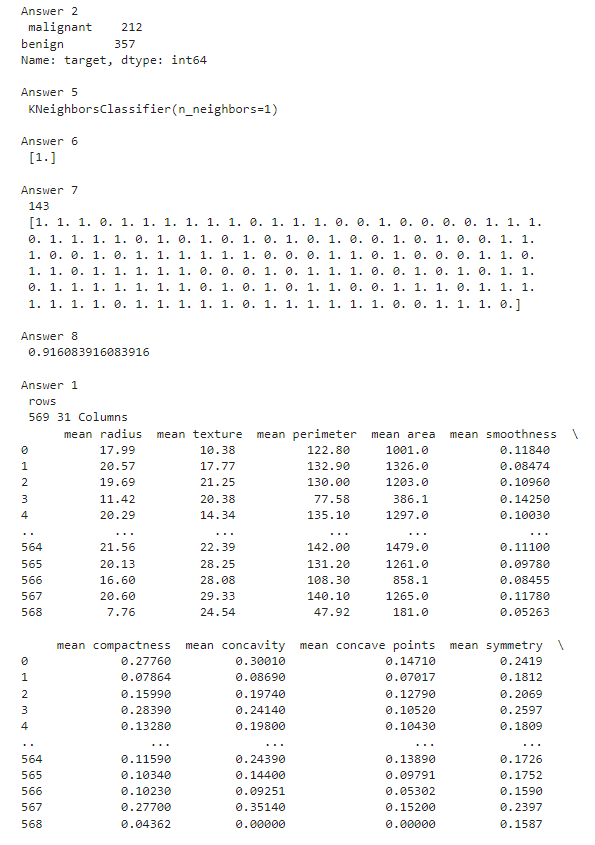 Answer 2
malignant 212
benign 357
Name: target, dtype: int64
Answer 5
KNeighborsClassifier(n_neighbors=1)
Answer 6
[1.]
Answer 7
143
[1. 1. 1. 0. 1. 1. 1. 1. 1. 1. 0. 1. 1. 1. 0. 0. 1. 0. 0. 0. 0. 1. 1. 1.
0. 1. 1. 1. 1. 0. 1. 0. 1. 0. 1. 0. 1. 0. 1. 0. 0. 1. 0. 1. 0. 0. 1. 1.
1. 0. 0. 1. 0. 1. 1. 1. 1. 1. 1. 0. 0. 0. 1. 1. 0. 1. 0. 0. 0. 1. 1. 0.
1. 1. 0. 1. 1. 1. 1. 1. 0. 0. 0. 1. 0. 1. 1. 1. 0. 0. 1. 0. 1. 0. 1. 1.
0. 1. 1. 1. 1. 1. 1. 1. 0. 1. 0. 1. 0. 1. 1. 0. 0. 1. 1. 1. 0. 1. 1. 1.
1. 1. 1. 1. 0. 1. 1. 1. 1. 1. 0. 1. 1. 1. 1. 1. 1. 0. 0. 1. 1. 1. 0.]
Answer 8
0.916083916083916
Answer 1
rows
569 31 Columns
mean radius mean texture mean perimeter mean area mean smoothness \
0 17.99 10.38 122.80 1001.0 0.11840
1 20.57 17.77 132.90 1326.0 0.08474
2 19.69 21.25 130.00 1203.0 0.10960
3 11.42 20.38 77.58 386.1 0.14250
4 20.29 14.34 135.10 1297.0 0.10030
.. ... ... ... ... ...
564 21.56 22.39 142.00 1479.0 0.11100
565 20.13 28.25 131.20 1261.0 0.09780
566 16.60 28.08 108.30 858.1 0.08455
567 20.60 29.33 140.10 1265.0 0.11780
568 7.76 24.54 47.92 181.0 0.05263
mean compactness mean concavity mean concave points mean symmetry \
0 0.27760 0.30010 0.14710 0.2419
1 0.07864 0.08690 0.07017 0.1812
2 0.15990 0.19740 0.12790 0.2069
3 0.28390 0.24140 0.10520 0.2597
4 0.13280 0.19800 0.10430 0.1809
.. ... ... ... ...
564 0.11590 0.24390 0.13890 0.1726
565 0.10340 0.14400 0.09791 0.1752
566 0.10230 0.09251 0.05302 0.1590
567 0.27700 0.35140 0.15200 0.2397
568 0.04362 0.00000 0.00000 0.1587